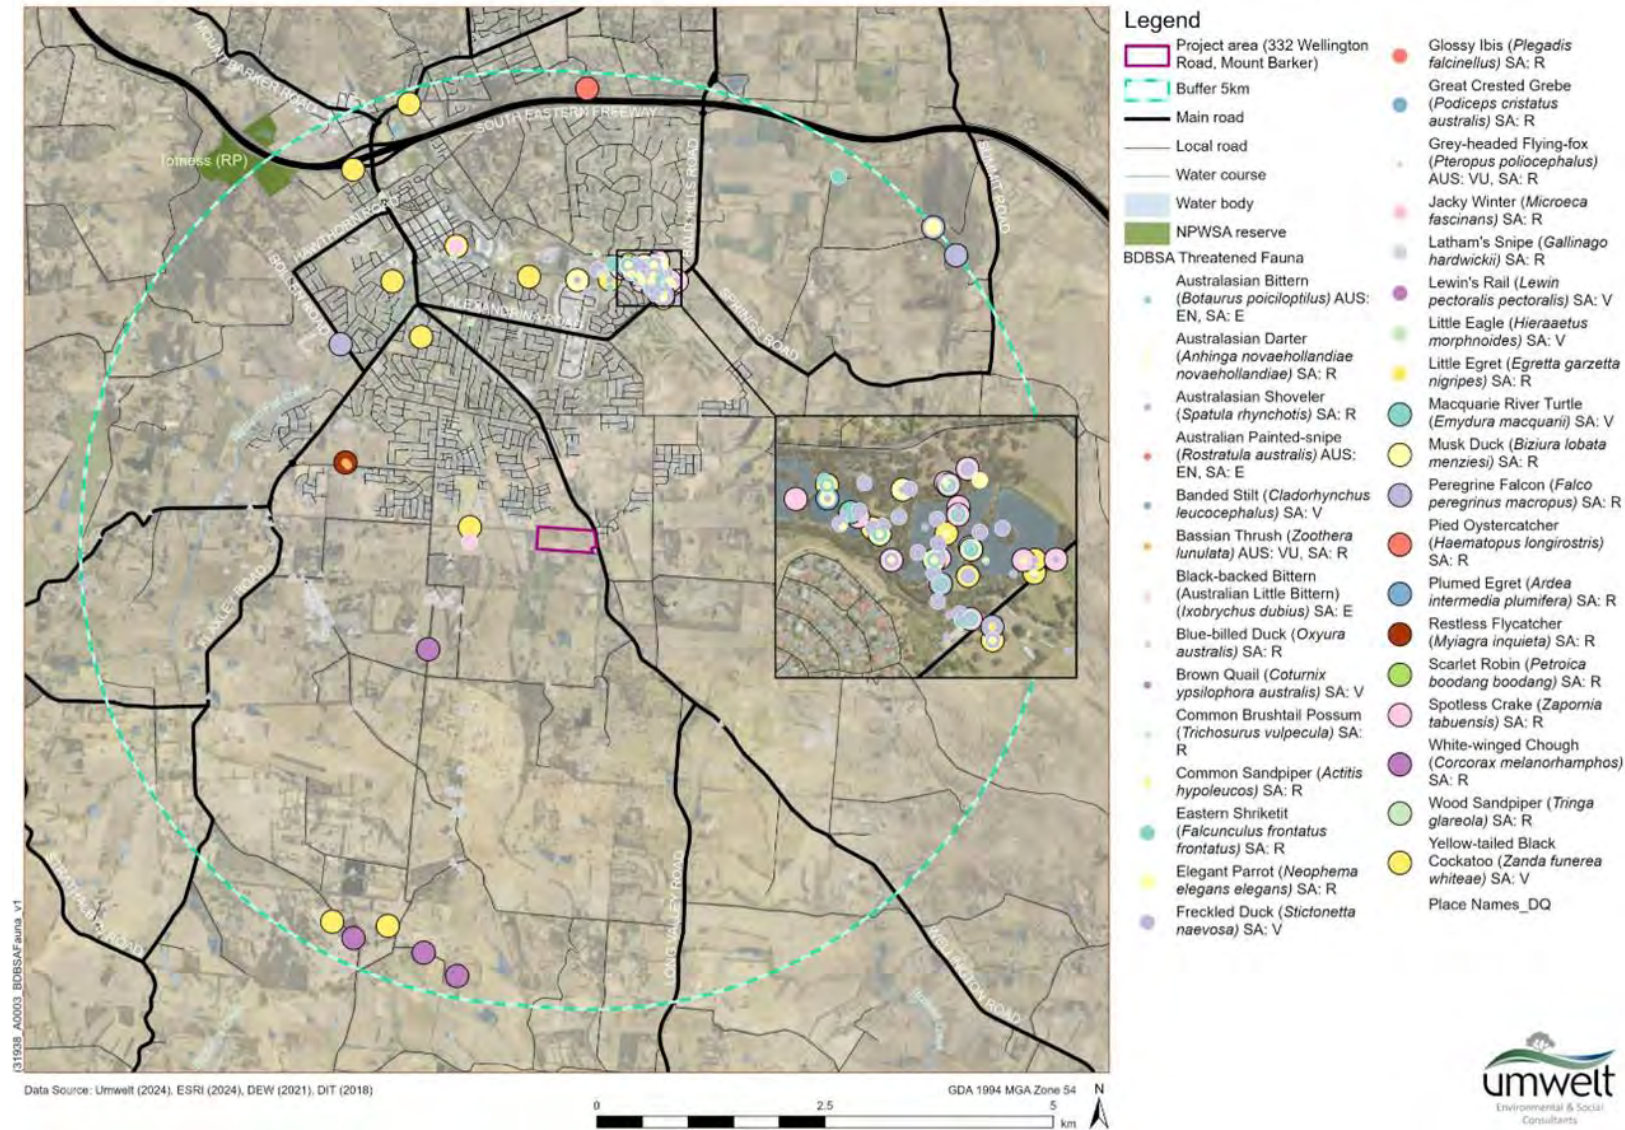 MOUNT BARKER ROAD
SOUTH EASTERN FREEWAY
Totness (RP)
HAWTHORN ROAD
BOLLEN ROAD
ALEXANDRINA ROAD
BALD HILLS ROAD
SUMMIT ROAD
SPRINGS ROAD
FLAXLEY ROAD
STRATHALBYN ROAD
LONG VALLEY ROAD
WELLINGTON ROAD
(31938_A0003_BDBSAFauna_v1
Data Source: Umwelt (2024), ESRI (2024), DEW (2021), DIT (2018)
GDA 1994 MGA Zone 54
N
0 2.5 5
km
Legend
Project area (332 Wellington
Road, Mount Barker)
Buffer 5km
Main road
Local road
Water course
Water body
NPWSA reserve
BDBSA Threatened Fauna
Australasian Bittern
(Botaurus poiciloptilus) AUS:
EN, SA: E
Australasian Darter
(Anhinga novaehollandiae
novaehollandiae) SA: R
Australasian Shoveler
(Spatula rhynchotis) SA: R
Australian Painted-snipe
(Rostratula australis) AUS:
EN, SA: E
Banded Stilt (Cladorhynchus
leucocephalus) SA: V
Bassian Thrush (Zoothera
lunulata) AUS: VU, SA: R
Black-backed Bittern
(Australian Little Bittern)
(Ixobrychus dubius) SA: E
Blue-billed Duck (Oxyura
australis) SA: R
Brown Quail (Coturnix
ypsilophora australis) SA: V
Common Brushtail Possum
(Trichosurus vulpecula) SA:
R
Common Sandpiper (Actitis
hypoleucos) SA: R
Eastern Shriketit
(Falcunculus frontatus
frontatus) SA: R
Elegant Parrot (Neophema
elegans elegans) SA: R
Freckled Duck (Stictonetta
naevosa) SA: V
Glossy Ibis (Plegadis
falcinellus) SA: R
Great Crested Grebe
(Podiceps cristatus
australis) SA: R
Grey-headed Flying-fox
(Pteropus poliocephalus)
AUS: VU, SA: R
Jacky Winter (Microeca
fascinans) SA: R
Latham's Snipe (Gallinago
hardwickii) SA: R
Lewin's Rail (Lewin
pectoralis pectoralis) SA: V
Little Eagle (Hieraaetus
morphnoides) SA: V
Little Egret (Egretta garzetta
nigripes) SA: R
Macquarie River Turtle
(Emydura macquarii) SA: V
Musk Duck (Biziura lobata
menziesi) SA: R
Peregrine Falcon (Falco
peregrinus macropus) SA: R
Pied Oystercatcher
(Haematopus longirostris)
SA: R
Plumed Egret (Ardea
intermedia plumifera) SA: R
Restless Flycatcher
(Myiagra inquieta) SA: R
Scarlet Robin (Petroica
boodang boodang) SA: R
Spotless Crake (Zapornia
tabuensis) SA: R
White-winged Chough
(Corcorax melanorhamphos)
SA: R
Wood Sandpiper (Tringa
glareola) SA: R
Yellow-tailed Black
Cockatoo (Zanda funerea
whiteae) SA: V
Place Names_DQ
umwelt
Environmental & Social
Consultants